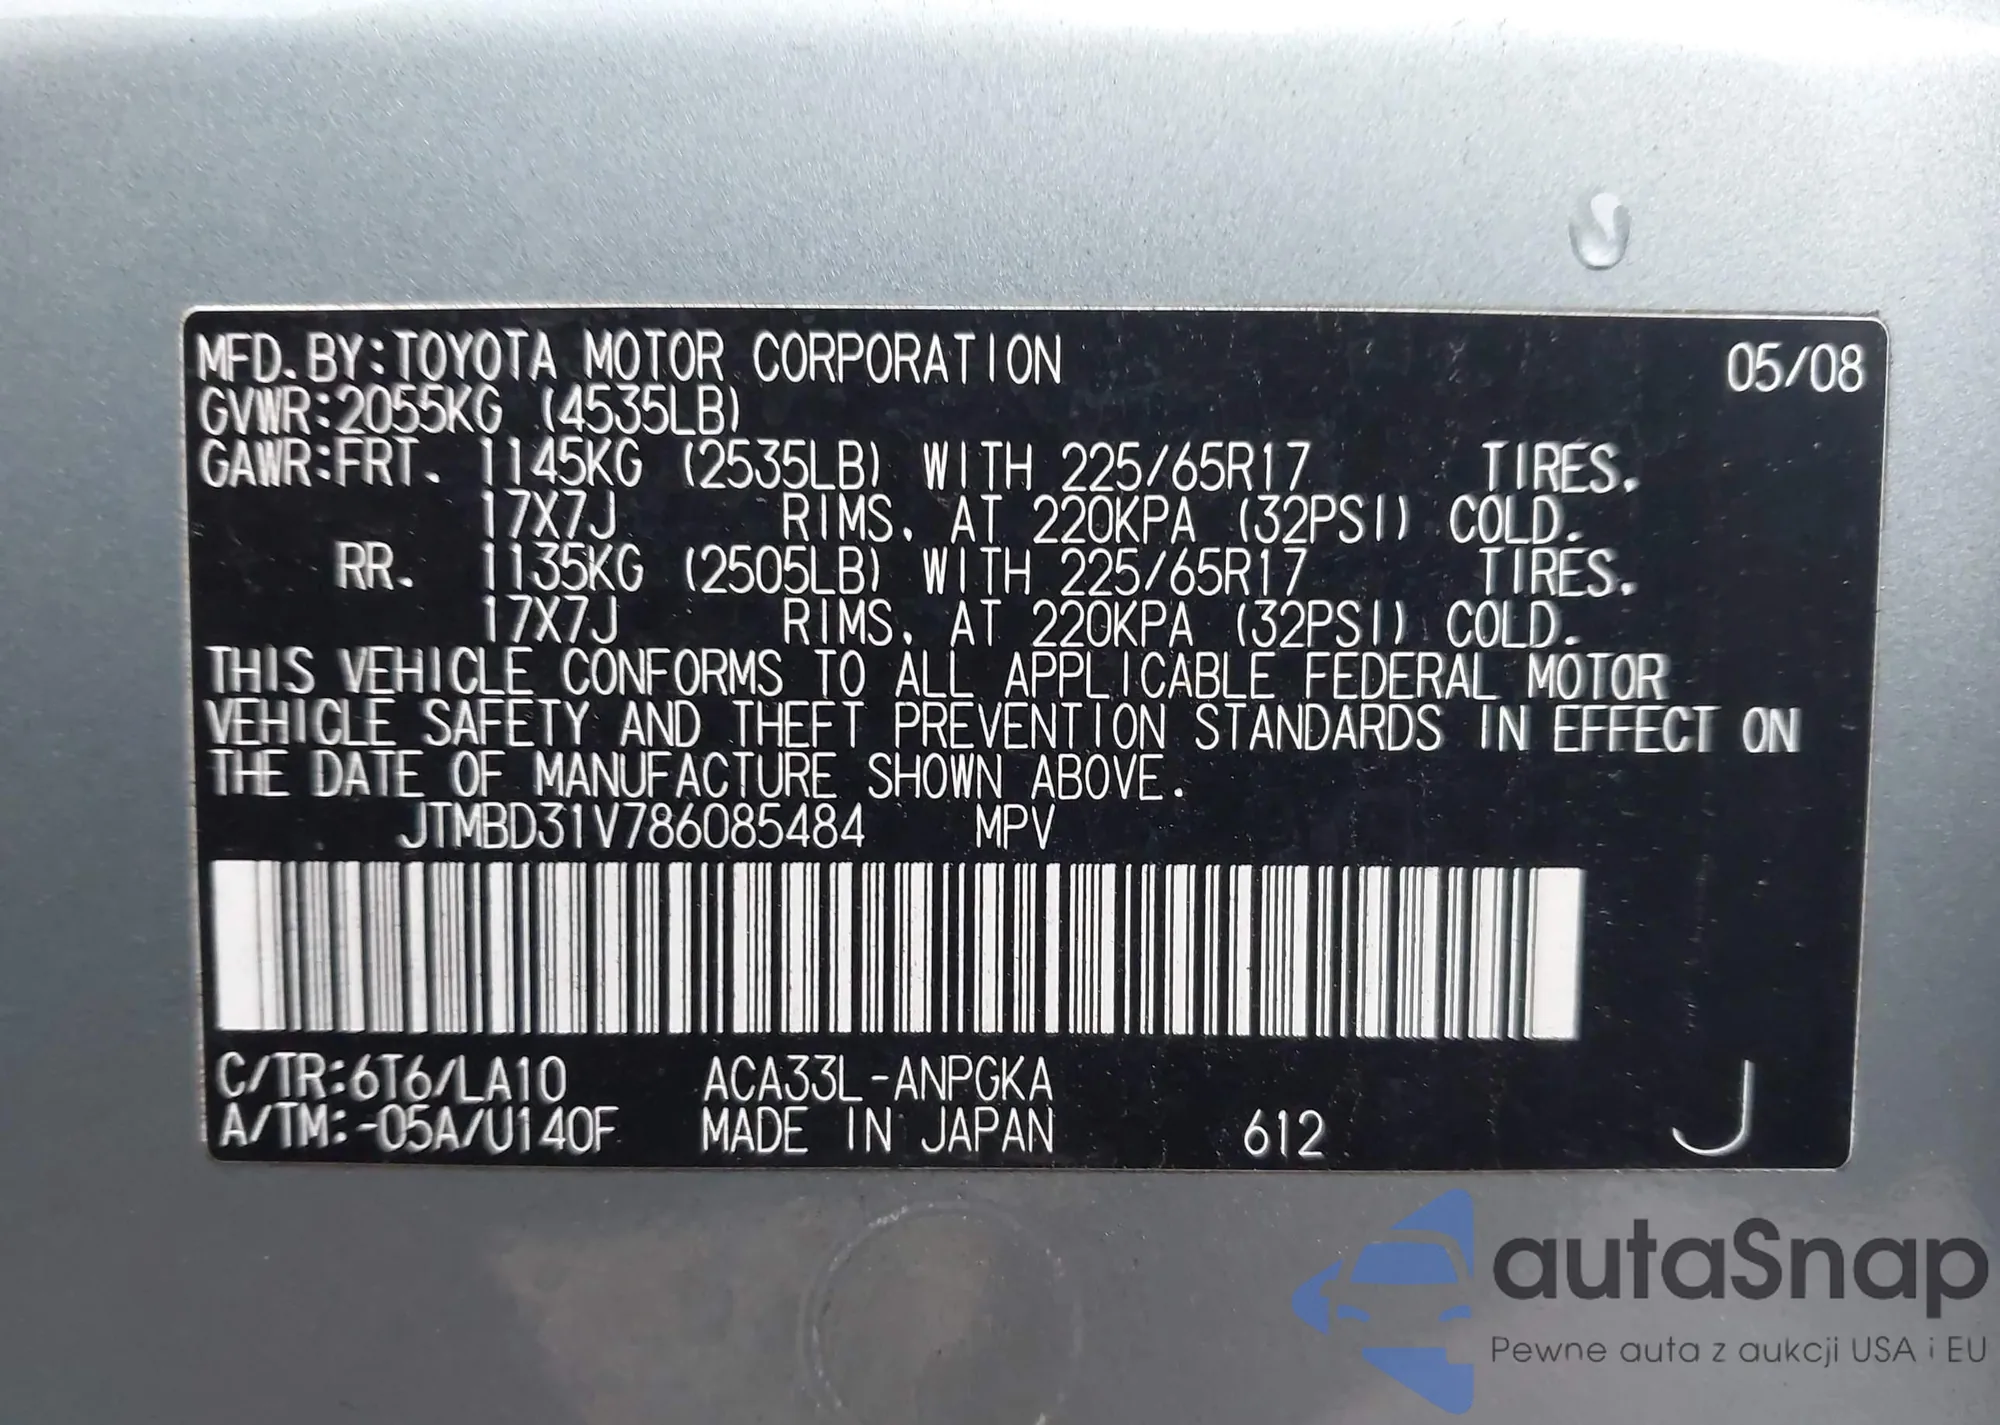 MFD.BY:TOYOTA MOTOR CORPORATION 05/08
GVWR:2055KG (4535LB)
GAWR:FRT. 1145KG (2535LB) WITH 225/65R17 TIRES.
17X7J RIMS. AT 220KPA (32PSI) COLD.
RR. 1135KG (2505LB) WITH 225/65R17 TIRES.
17X7J RIMS. AT 220KPA (32PSI) COLD.
THIS VEHICLE CONFORMS TO ALL APPLICABLE FEDERAL MOTOR
VEHICLE SAFETY AND THEFT PREVENTION STANDARDS IN EFFECT ON
THE DATE OF MANUFACTURE SHOWN ABOVE.
JTMBD31V786085484 MPV
C/TR:6T6/LA10 ACA33L-ANPGKA
A/TM:-05A/U140F MADE IN JAPAN 612 J
autaSnap
Pewne auta z aukcji USA i EU